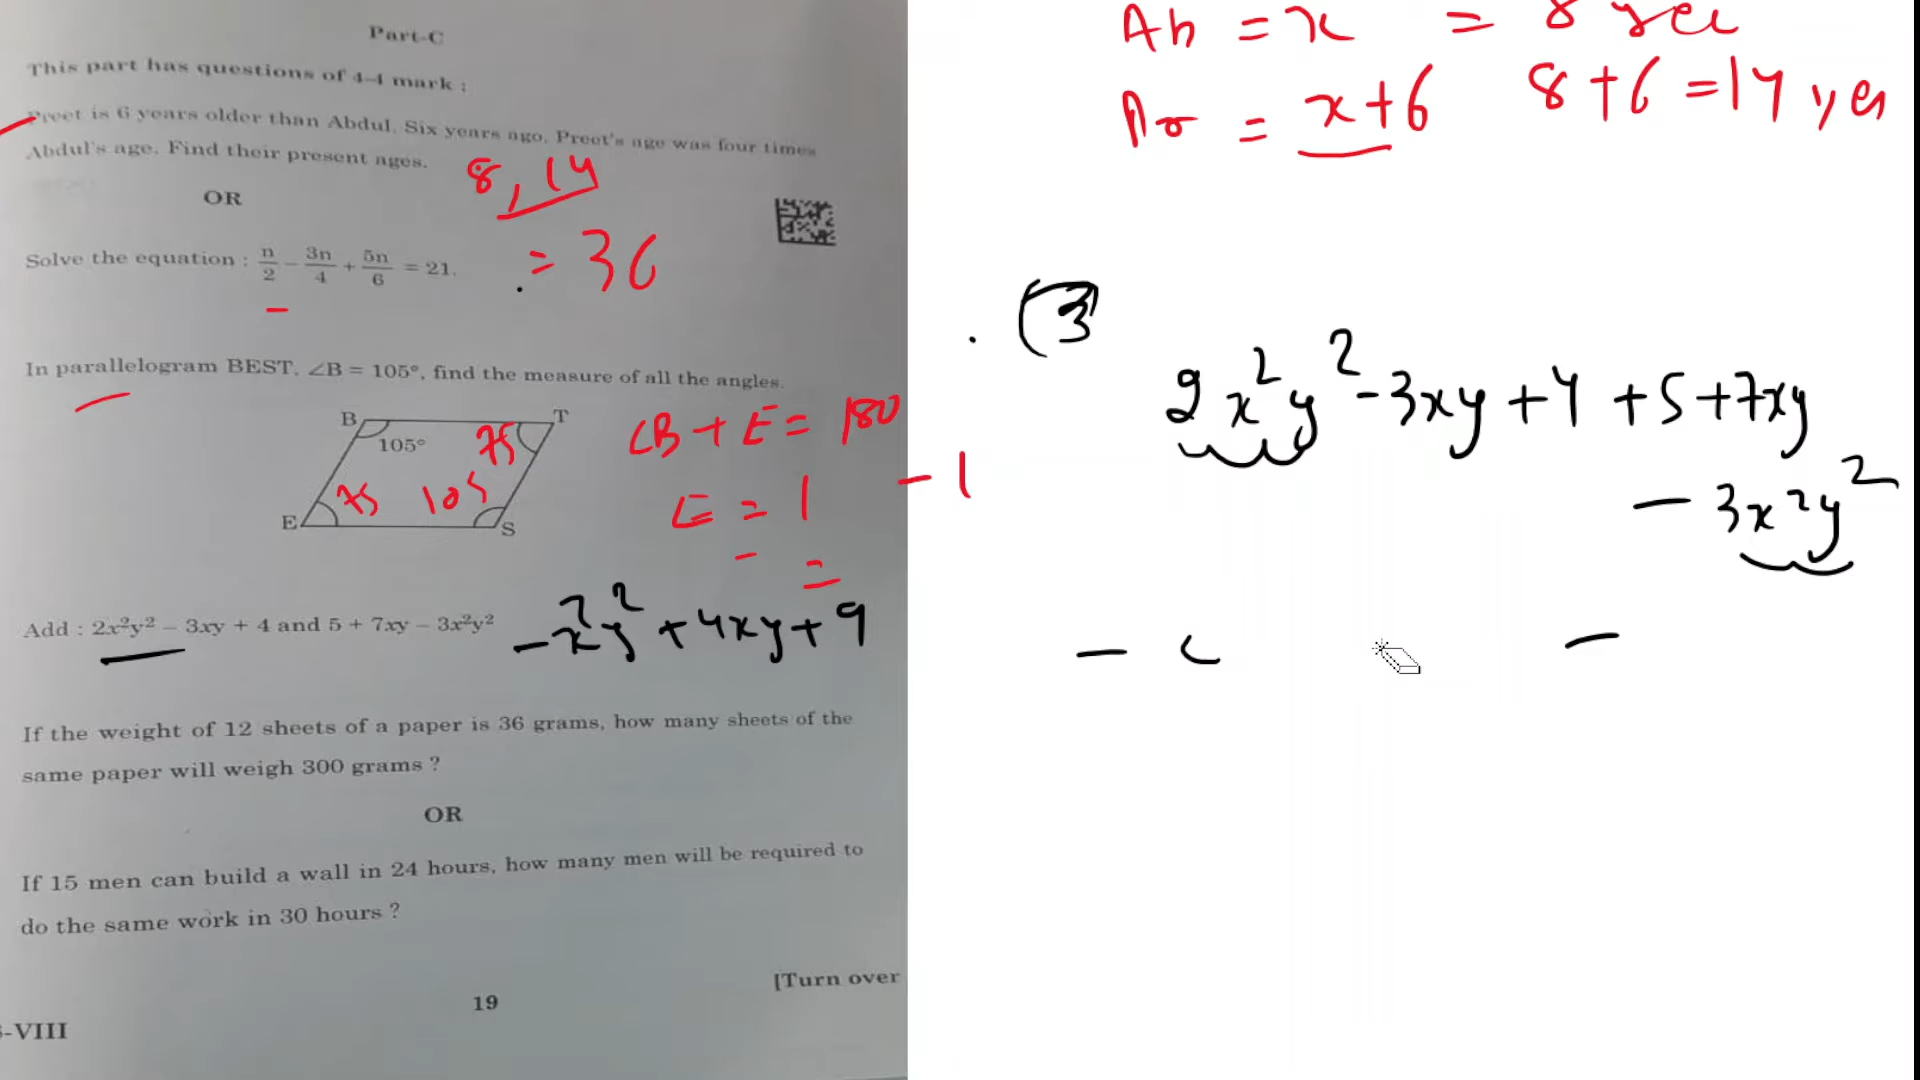 Part-C
This part has questions of 4-4 mark :
Preet is 6 years older than Abdul. Six years ago, Preet's age was four times
Abdul's age. Find their present ages.
8, 14
OR
Solve the equation : n/2 − 3n/4 + 5n/6 = 21.
= 36
In parallelogram BEST, ∠B = 105°, find the measure of all the angles.
B T
105° 75
75 105
E S
∠B + E = 180
E = 1 - 1
- =
Add : 2x²y² − 3xy + 4 and 5 + 7xy − 3x²y²
-x²y² + 4xy + 9
If the weight of 12 sheets of a paper is 36 grams, how many sheets of the
same paper will weigh 300 grams ?
OR
If 15 men can build a wall in 24 hours, how many men will be required to
do the same work in 30 hours ?
[Turn over
19
-VIII
Ab = x = 8 yer
= x+6 8+6=14 yer
(3
2x²y² - 3xy + 4 + 5 + 7xy
- 3x²y²